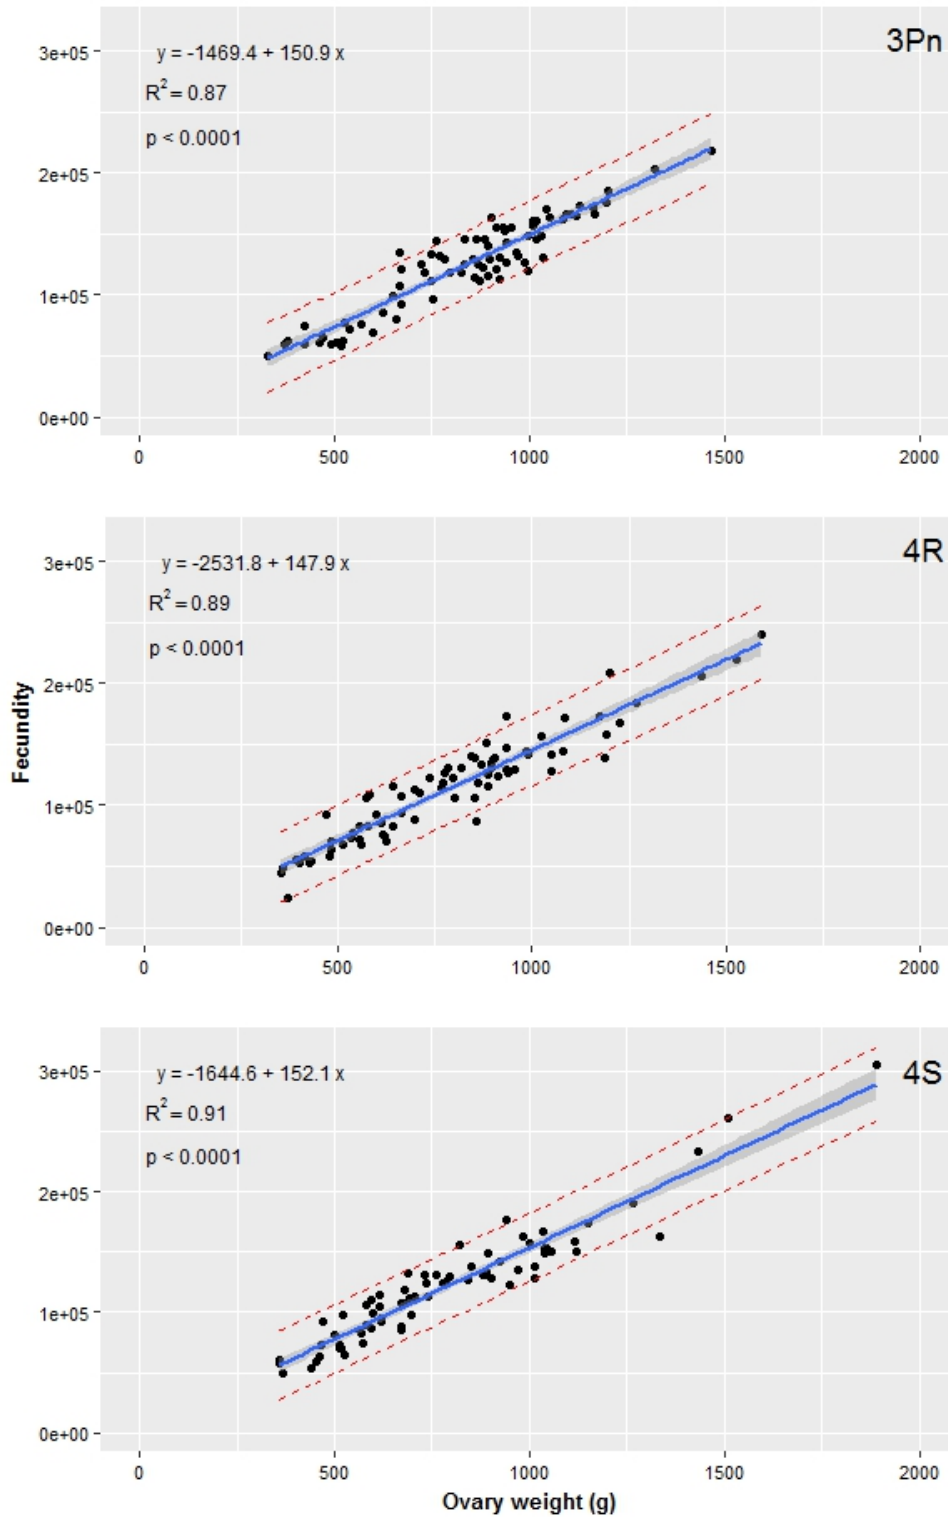 3Pn
y = -1469.4 + 150.9 x
R² = 0.87
p < 0.0001
3e+05
2e+05
1e+05
0e+00
0 500 1000 1500 2000
4R
y = -2531.8 + 147.9 x
R² = 0.89
p < 0.0001
3e+05
2e+05
1e+05
0e+00
0 500 1000 1500 2000
Fecundity
4S
y = -1644.6 + 152.1 x
R² = 0.91
p < 0.0001
3e+05
2e+05
1e+05
0e+00
0 500 1000 1500 2000
Ovary weight (g)